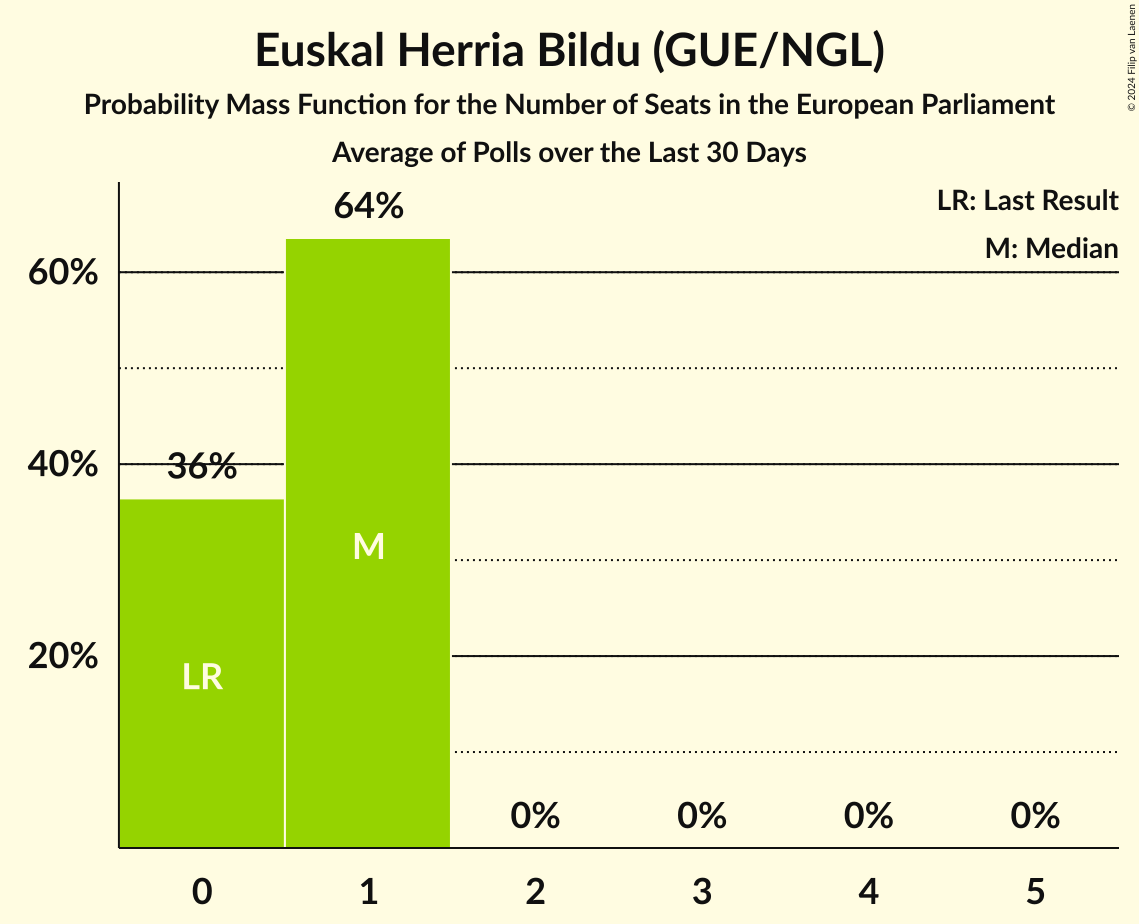 Euskal Herria Bildu (GUE/NGL)
Probability Mass Function for the Number of Seats in the European Parliament
Average of Polls over the Last 30 Days
© 2024 Filip van Laenen
LR: Last Result
M: Median
64%
60%
40%
36%
M
20%
LR
0% 0% 0% 0%
0 1 2 3 4 5